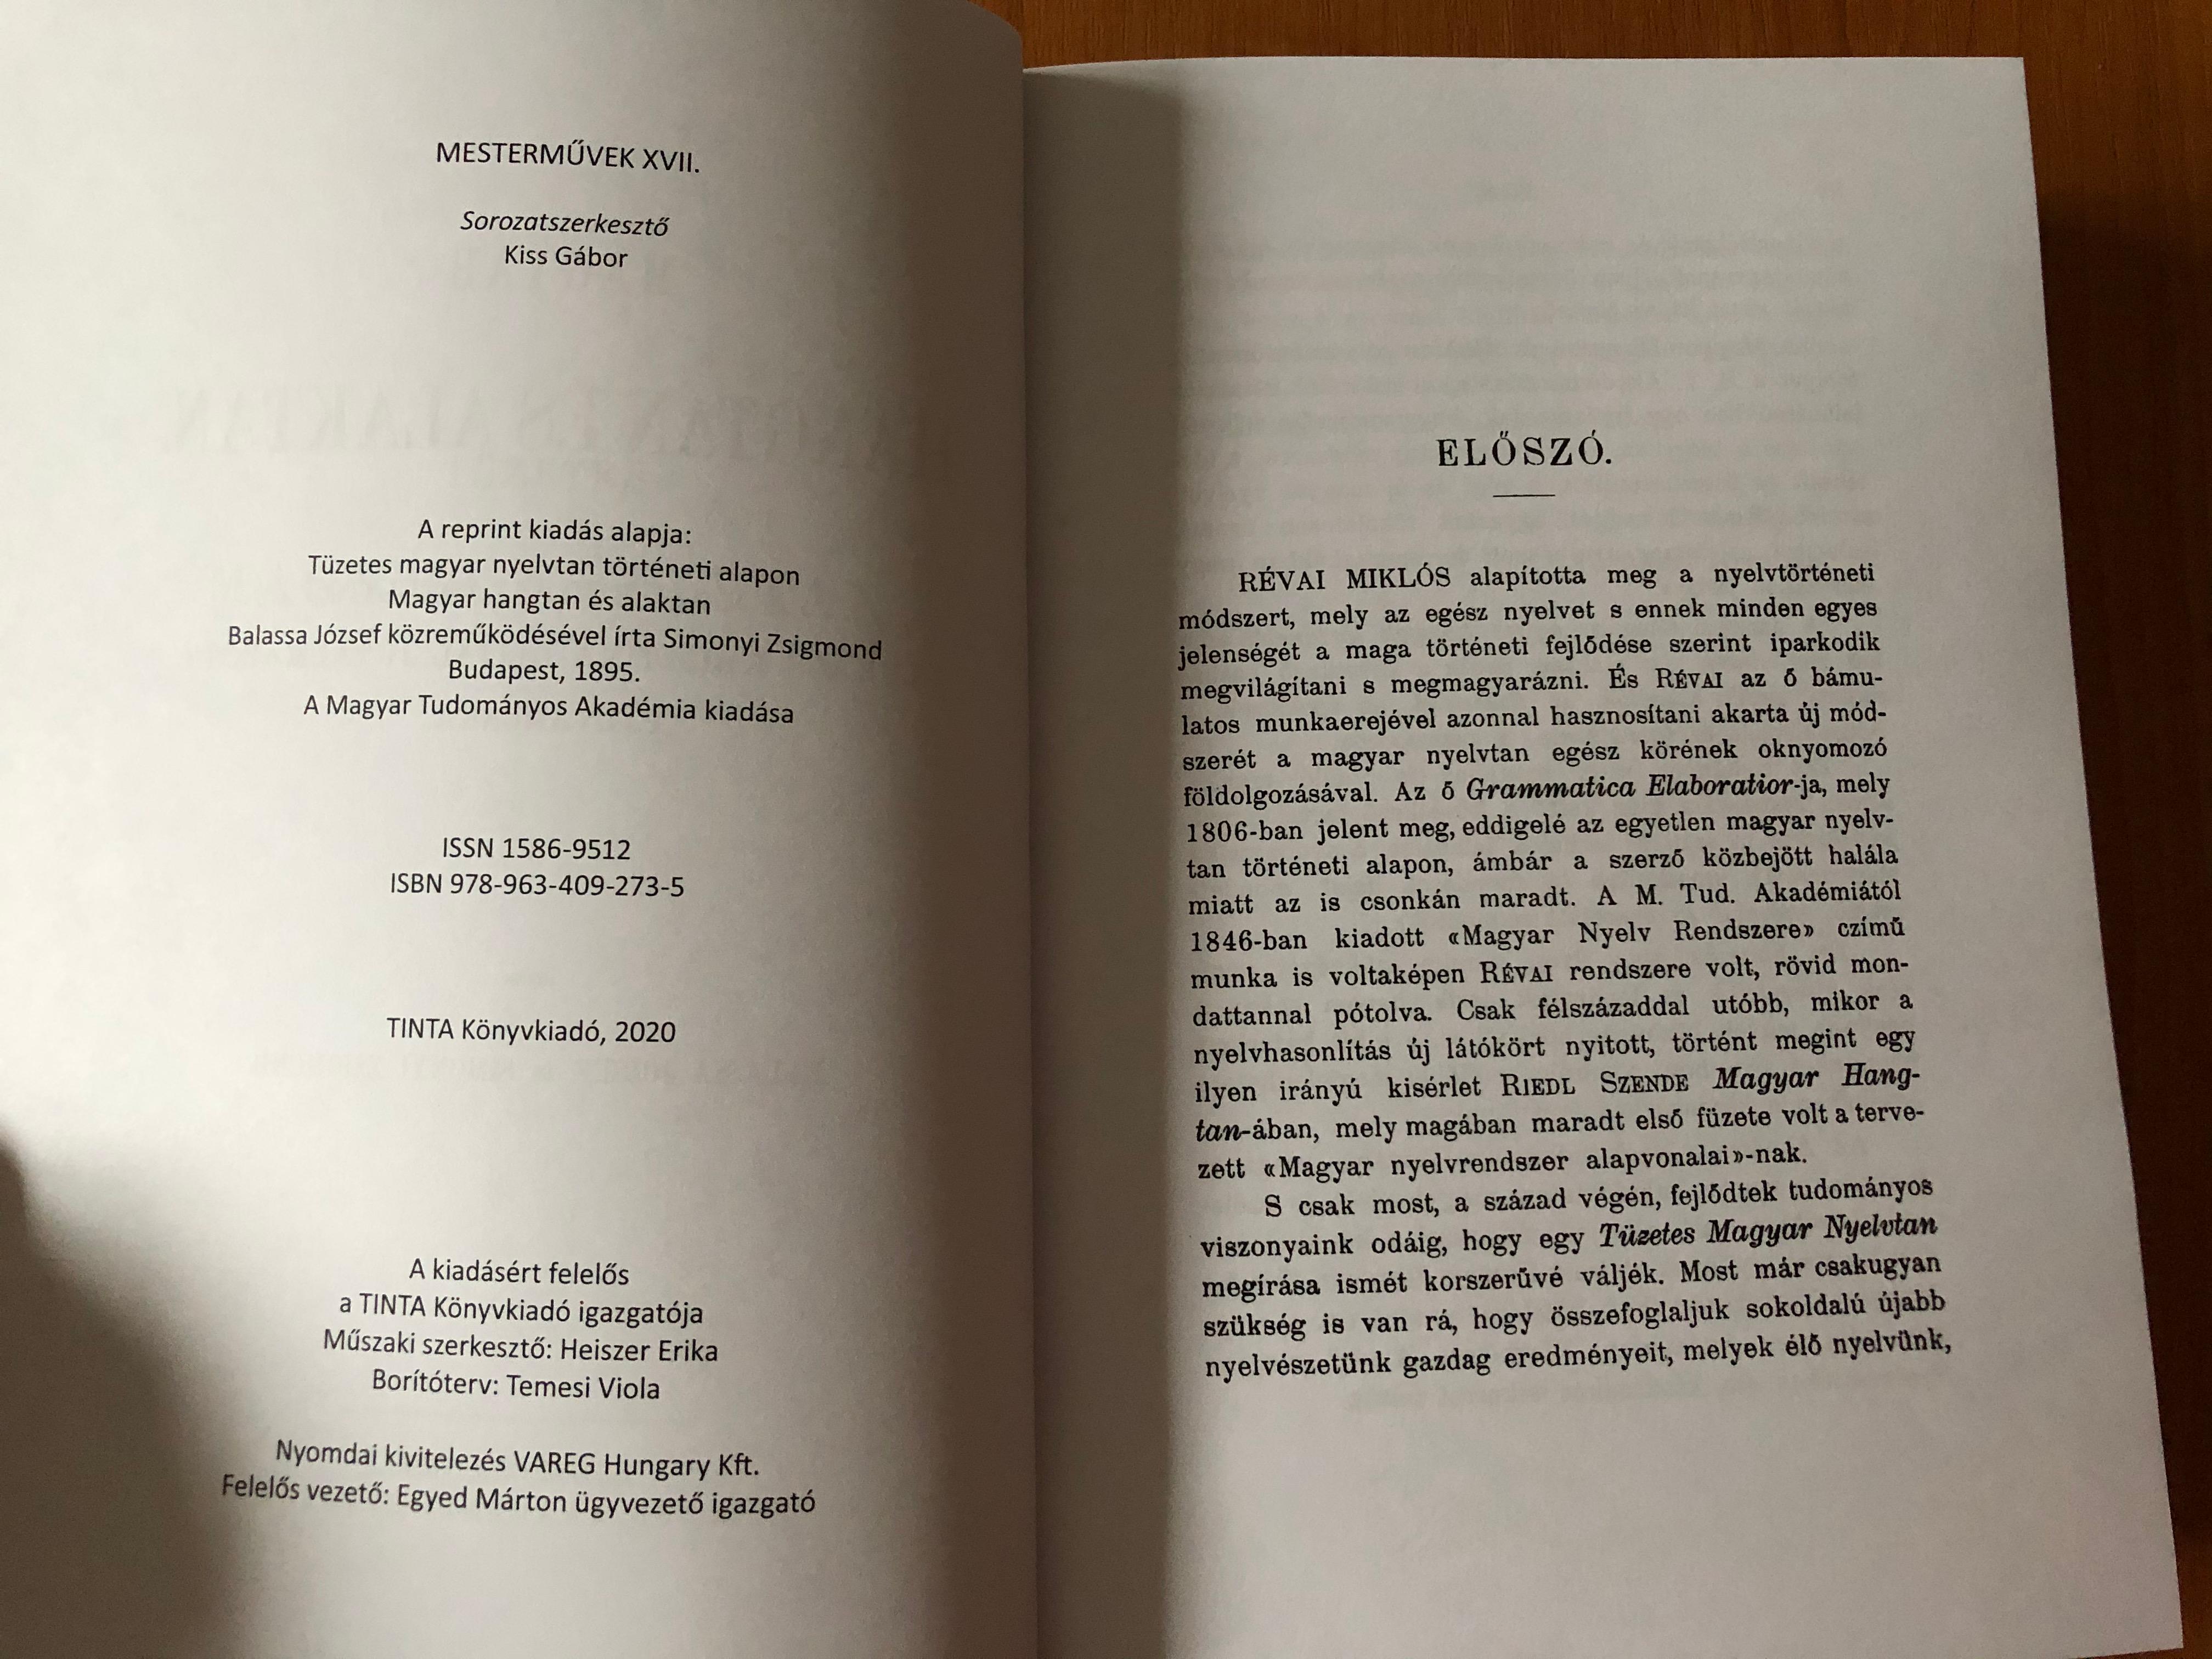 MESTERMŰVEK XVII.
Sorozatszerkesztő
Kiss Gábor
A reprint kiadás alapja:
Tüzetes magyar nyelvtan történeti alapon
Magyar hangtan és alaktan
Balassa József közreműködésével írta Simonyi Zsigmond
Budapest, 1895.
A Magyar Tudományos Akadémia kiadása
ISSN 1586-9512
ISBN 978-963-409-273-5
TINTA Könyvkiadó, 2020
A kiadásért felelős
a TINTA Könyvkiadó igazgatója
Műszaki szerkesztő: Heiszer Erika
Borítóterv: Temesi Viola
Nyomdai kivitelezés VAREG Hungary Kft.
Felelős vezető: Egyed Márton ügyvezető igazgató
ELŐSZÓ.
RÉVAI MIKLÓS alapította meg a nyelvtörténeti
módszert, mely az egész nyelvet s ennek minden egyes
jelenségét a maga történeti fejlődése szerint iparkodik
megvilágítani s megmagyarázni. És RÉVAI az ő bámu-
latos munkaerejével azonnal hasznosítani akarta új mód-
szerét a magyar nyelvtan egész körének oknyomozó
földolgozásával. Az ő Grammatica Elaboratior-ja, mely
1806-ban jelent meg, eddigelé az egyetlen magyar nyelv-
tan történeti alapon, ámbár a szerző közbejött halála
miatt az is csonkán maradt. A M. Tud. Akadémiától
1846-ban kiadott «Magyar Nyelv Rendszere» czímű
munka is voltaképen RÉVAI rendszere volt, rövid mon-
dattannal pótolva. Csak félszázaddal utóbb, mikor a
nyelvhasonlítás új látókört nyitott, történt megint egy
ilyen irányú kisérlet RIEDL SZENDE Magyar Hang-
tan-ában, mely magában maradt első füzete volt a terve-
zett «Magyar nyelvrendszer alapvonalai»-nak.
S csak most, a század végén, fejlődtek tudományos
viszonyaink odáig, hogy egy Tüzetes Magyar Nyelvtan
megírása ismét korszerűvé váljék. Most már csakugyan
szükség is van rá, hogy összefoglaljuk sokoldalú újabb
nyelvészetünk gazdag eredményeit, melyek élő nyelvünk,